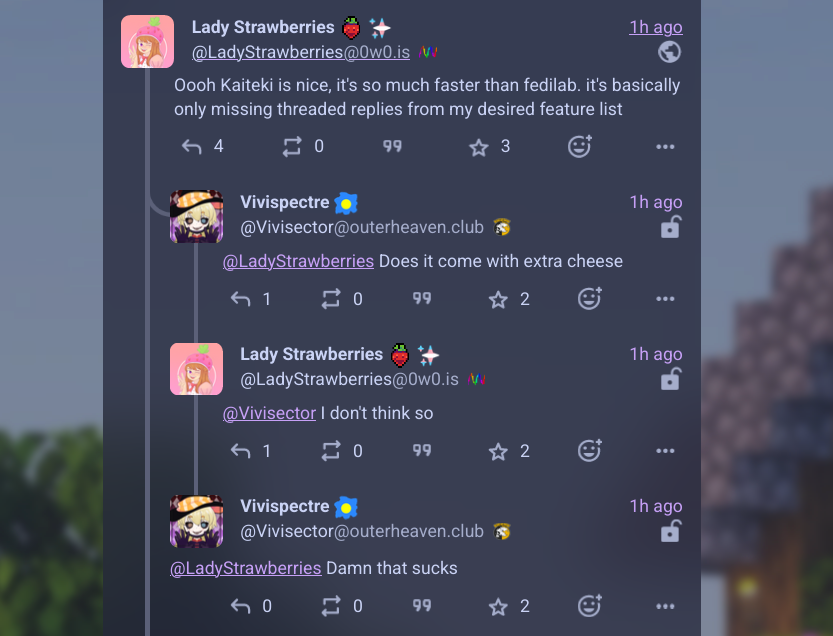 Lady Strawberries
1h ago
@LadyStrawberries@0w0.is
Oooh Kaiteki is nice, it's so much faster than fedilab. it's basically
only missing threaded replies from my desired feature list
4 0 3
Vivispectre
1h ago
@Vivisector@outerheaven.club
@LadyStrawberries Does it come with extra cheese
1 0 2
Lady Strawberries
1h ago
@LadyStrawberries@0w0.is
@Vivisector I don't think so
1 0 2
Vivispectre
1h ago
@Vivisector@outerheaven.club
@LadyStrawberries Damn that sucks
0 0 2